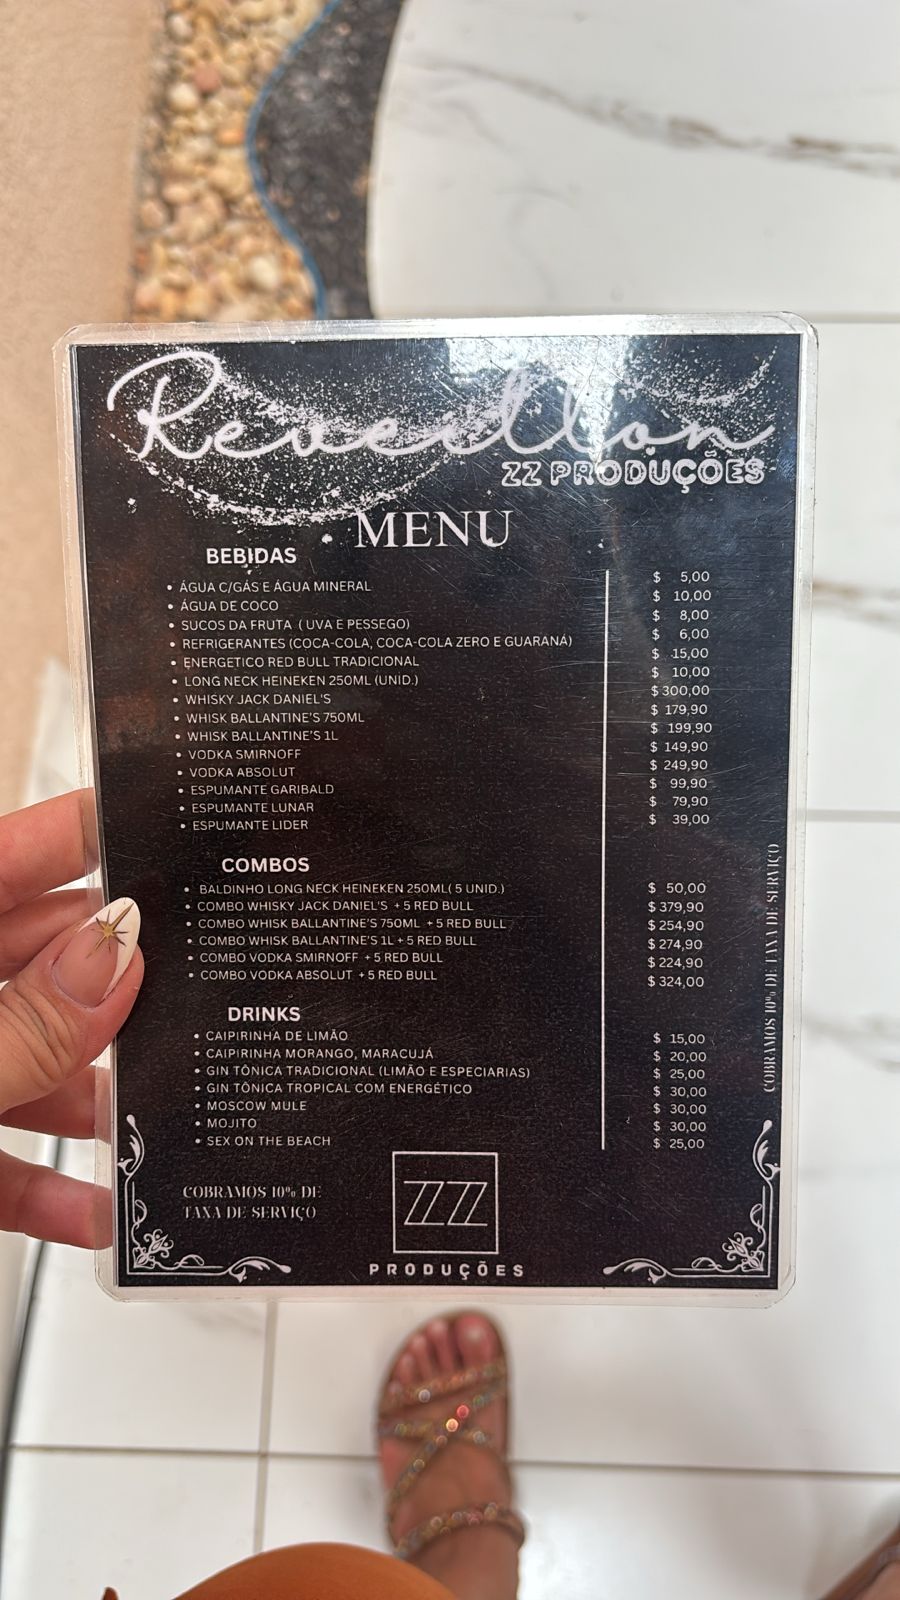 Reveillon
ZZ PRODUÇÕES
MENU
BEBIDAS
• ÁGUA C/GÁS E ÁGUA MINERAL $ 5,00
• ÁGUA DE COCO $ 10,00
• SUCOS DA FRUTA ( UVA E PESSEGO) $ 8,00
• REFRIGERANTES (COCA-COLA, COCA-COLA ZERO E GUARANÁ) $ 6,00
• ENERGETICO RED BULL TRADICIONAL $ 15,00
• LONG NECK HEINEKEN 250ML (UNID.) $ 10,00
• WHISKY JACK DANIEL'S $ 300,00
• WHISK BALLANTINE'S 750ML $ 179,90
• WHISK BALLANTINE'S 1L $ 199,90
• VODKA SMIRNOFF $ 149,90
• VODKA ABSOLUT $ 249,90
• ESPUMANTE GARIBALD $ 99,90
• ESPUMANTE LUNAR $ 79,90
• ESPUMANTE LIDER $ 39,00
COMBOS
• BALDINHO LONG NECK HEINEKEN 250ML( 5 UNID.) $ 50,00
• COMBO WHISKY JACK DANIEL'S + 5 RED BULL $ 379,90
• COMBO WHISK BALLANTINE'S 750ML + 5 RED BULL $ 254,90
• COMBO WHISK BALLANTINE'S 1L + 5 RED BULL $ 274,90
• COMBO VODKA SMIRNOFF + 5 RED BULL $ 224,90
• COMBO VODKA ABSOLUT + 5 RED BULL $ 324,00
DRINKS
• CAIPIRINHA DE LIMÃO $ 15,00
• CAIPIRINHA MORANGO, MARACUJÁ $ 20,00
• GIN TÔNICA TRADICIONAL (LIMÃO E ESPECIARIAS) $ 25,00
• GIN TÔNICA TROPICAL COM ENERGÉTICO $ 30,00
• MOSCOW MULE $ 30,00
• MOJITO $ 30,00
• SEX ON THE BEACH $ 25,00
COBRAMOS 10% DE TAXA DE SERVIÇO
COBRAMOS 10% DE
TAXA DE SERVIÇO
ZZ
PRODUÇÕES